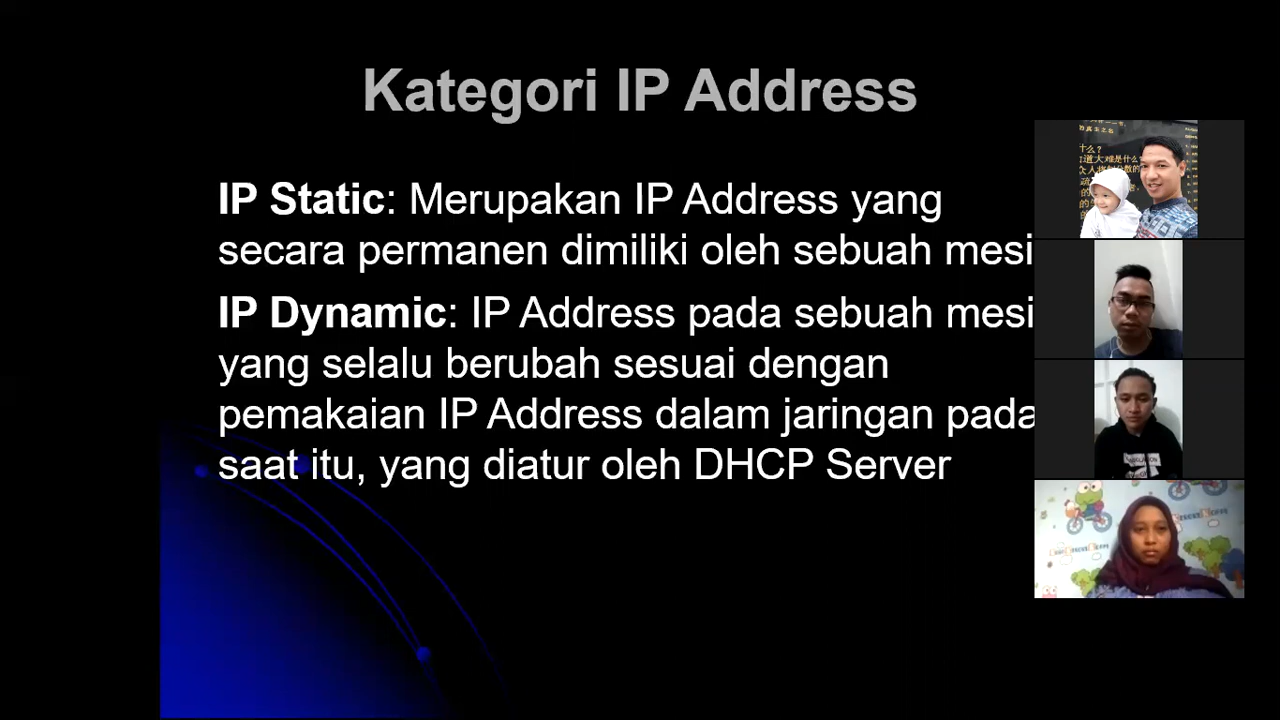 Kategori IP Address
IP Static: Merupakan IP Address yang
secara permanen dimiliki oleh sebuah mesi
IP Dynamic: IP Address pada sebuah mesi
yang selalu berubah sesuai dengan
pemakaian IP Address dalam jaringan pada
saat itu, yang diatur oleh DHCP Server
什么?